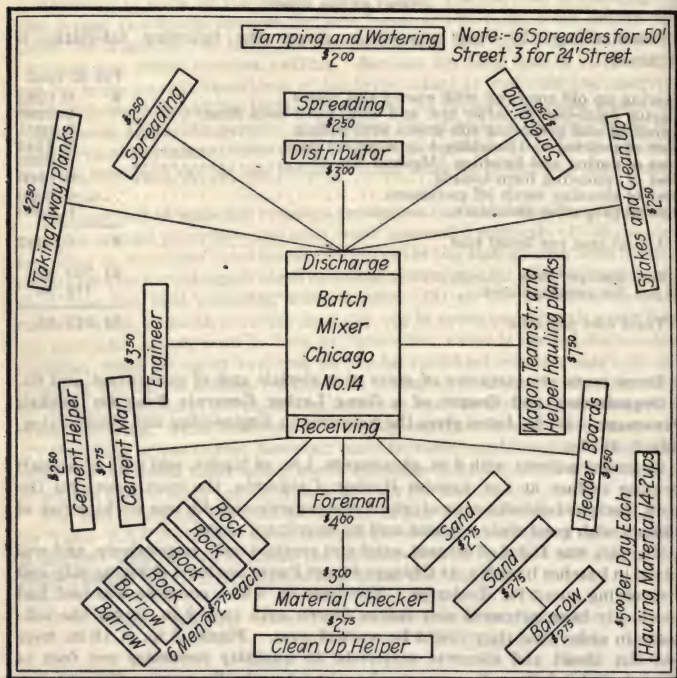 Tamping and Watering
$2.00
Note:- 6 Spreaders for 50'
Street. 3 for 24' Street.
Spreading
$2.50
Spreading
$2.50
Spreading
$2.50
Distributor
$3.00
Taking Away Planks
$2.50
Stakes and Clean Up
$2.50
Discharge
Batch
Mixer
Chicago
No.14
Receiving
Engineer
$3.50
Wagon Teamstr. and
Helper hauling planks
$7.50
Cement Helper
$2.50
Cement Man
$2.75
Header Boards
$2.50
Rock
Rock
Rock
Rock
Barrow
Barrow
6 Men @ $2.75 each
Foreman
$4.00
Sand
$2.75
Sand
$2.75
Barrow
$2.75
$3.00
Material Checker
$2.75
Clean Up Helper
$5.00 Per Day Each
Hauling Material 14-2ups